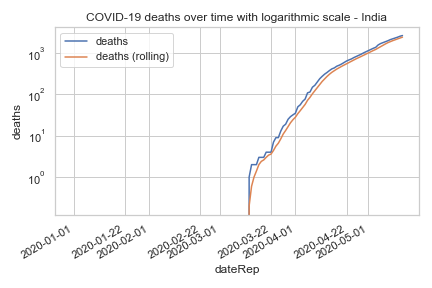 COVID-19 deaths over time with logarithmic scale - India
deaths
deaths (rolling)
10³
10²
10¹
10⁰
deaths
2020-01-01
2020-01-22
2020-02-01
2020-02-22
2020-03-01
2020-03-22
2020-04-01
2020-04-22
2020-05-01
dateRep